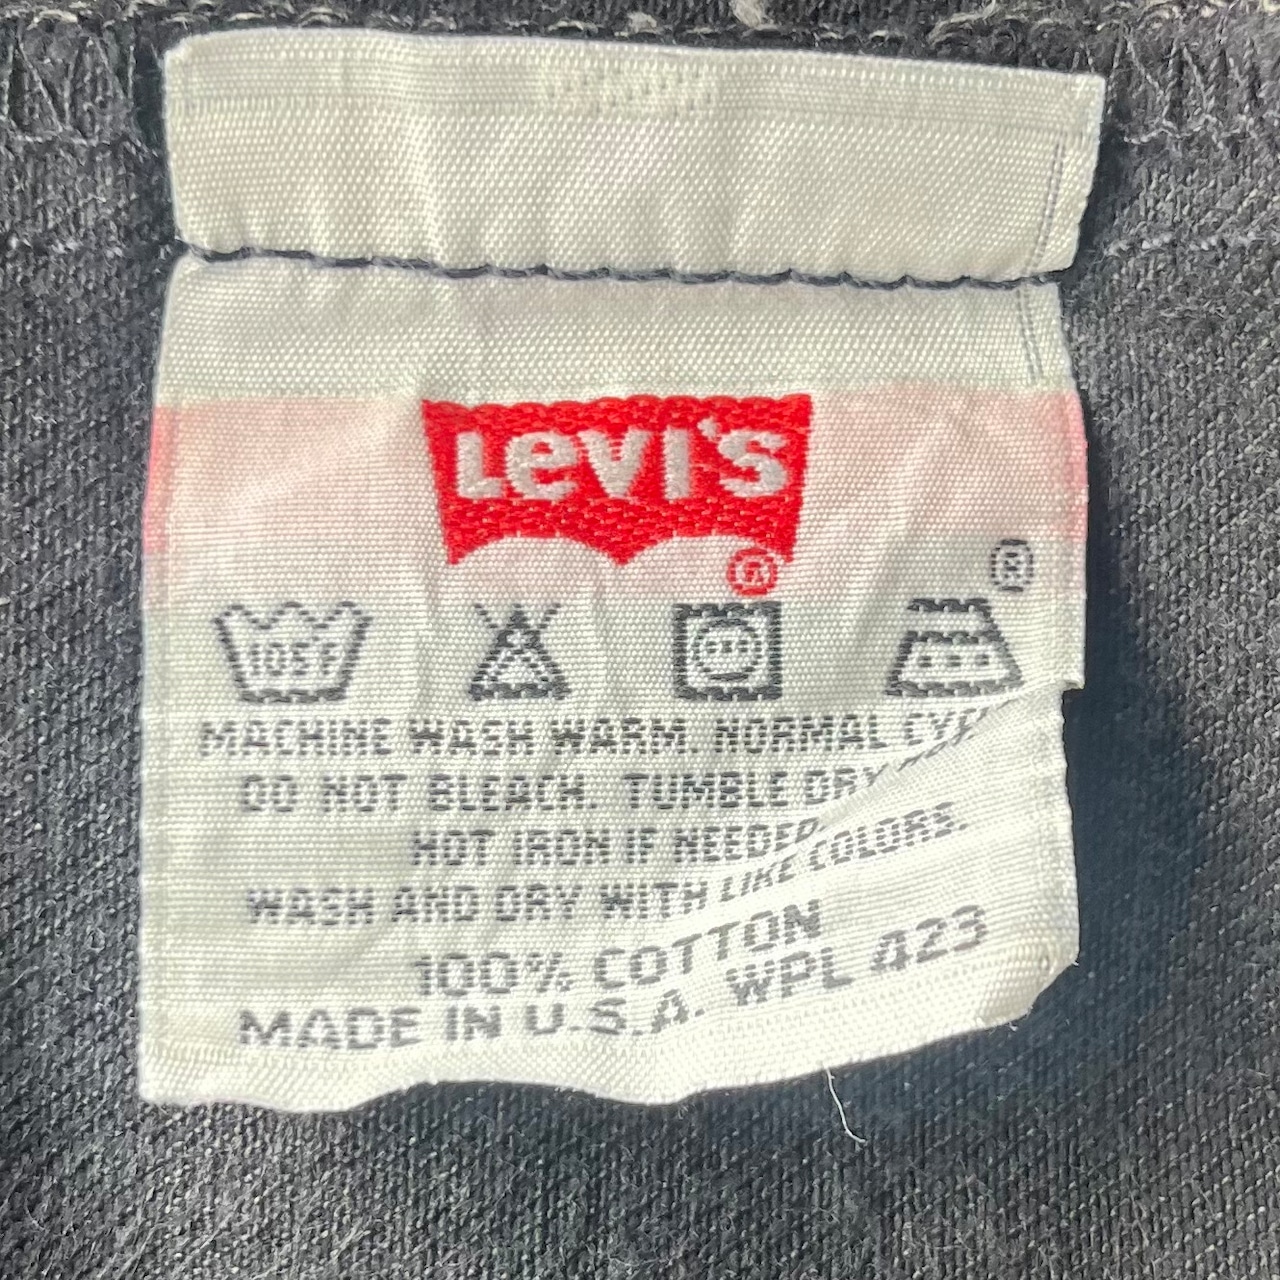 LEVI'S
®
®
105F
MACHINE WASH WARM. NORMAL
DO NOT BLEACH. TUMBLE DRY
HOT IRON IF NEEDED.
WASH AND DRY WITH LIKE COLORS.
100% COTTON
MADE IN U.S.A. WPL 423